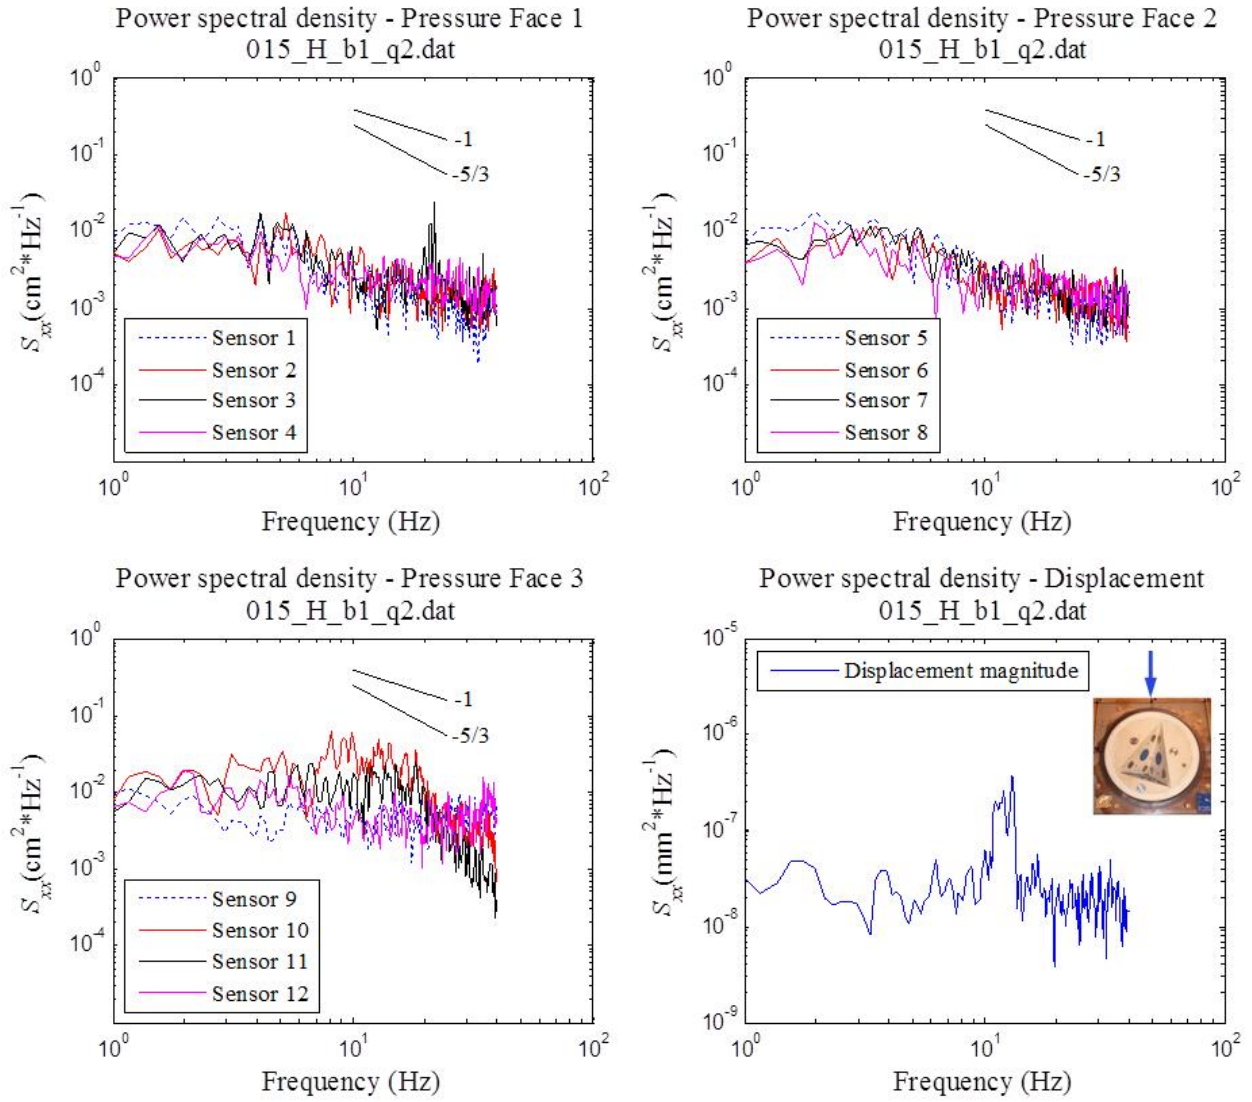 Power spectral density - Pressure Face 1
015_H_b1_q2.dat
10^0
10^-1
10^-2
10^-3
10^-4
S_xx(cm^2*Hz^-1)
-1
-5/3
Sensor 1
Sensor 2
Sensor 3
Sensor 4
10^0
10^1
10^2
Frequency (Hz)
Power spectral density - Pressure Face 2
015_H_b1_q2.dat
10^0
10^-1
10^-2
10^-3
10^-4
S_xx(cm^2*Hz^-1)
-1
-5/3
Sensor 5
Sensor 6
Sensor 7
Sensor 8
10^0
10^1
10^2
Frequency (Hz)
Power spectral density - Pressure Face 3
015_H_b1_q2.dat
10^0
10^-1
10^-2
10^-3
10^-4
S_xx(cm^2*Hz^-1)
-1
-5/3
Sensor 9
Sensor 10
Sensor 11
Sensor 12
10^0
10^1
10^2
Frequency (Hz)
Power spectral density - Displacement
015_H_b1_q2.dat
10^-5
10^-6
10^-7
10^-8
10^-9
S_xx(mm^2*Hz^-1)
Displacement magnitude
10^0
10^1
10^2
Frequency (Hz)